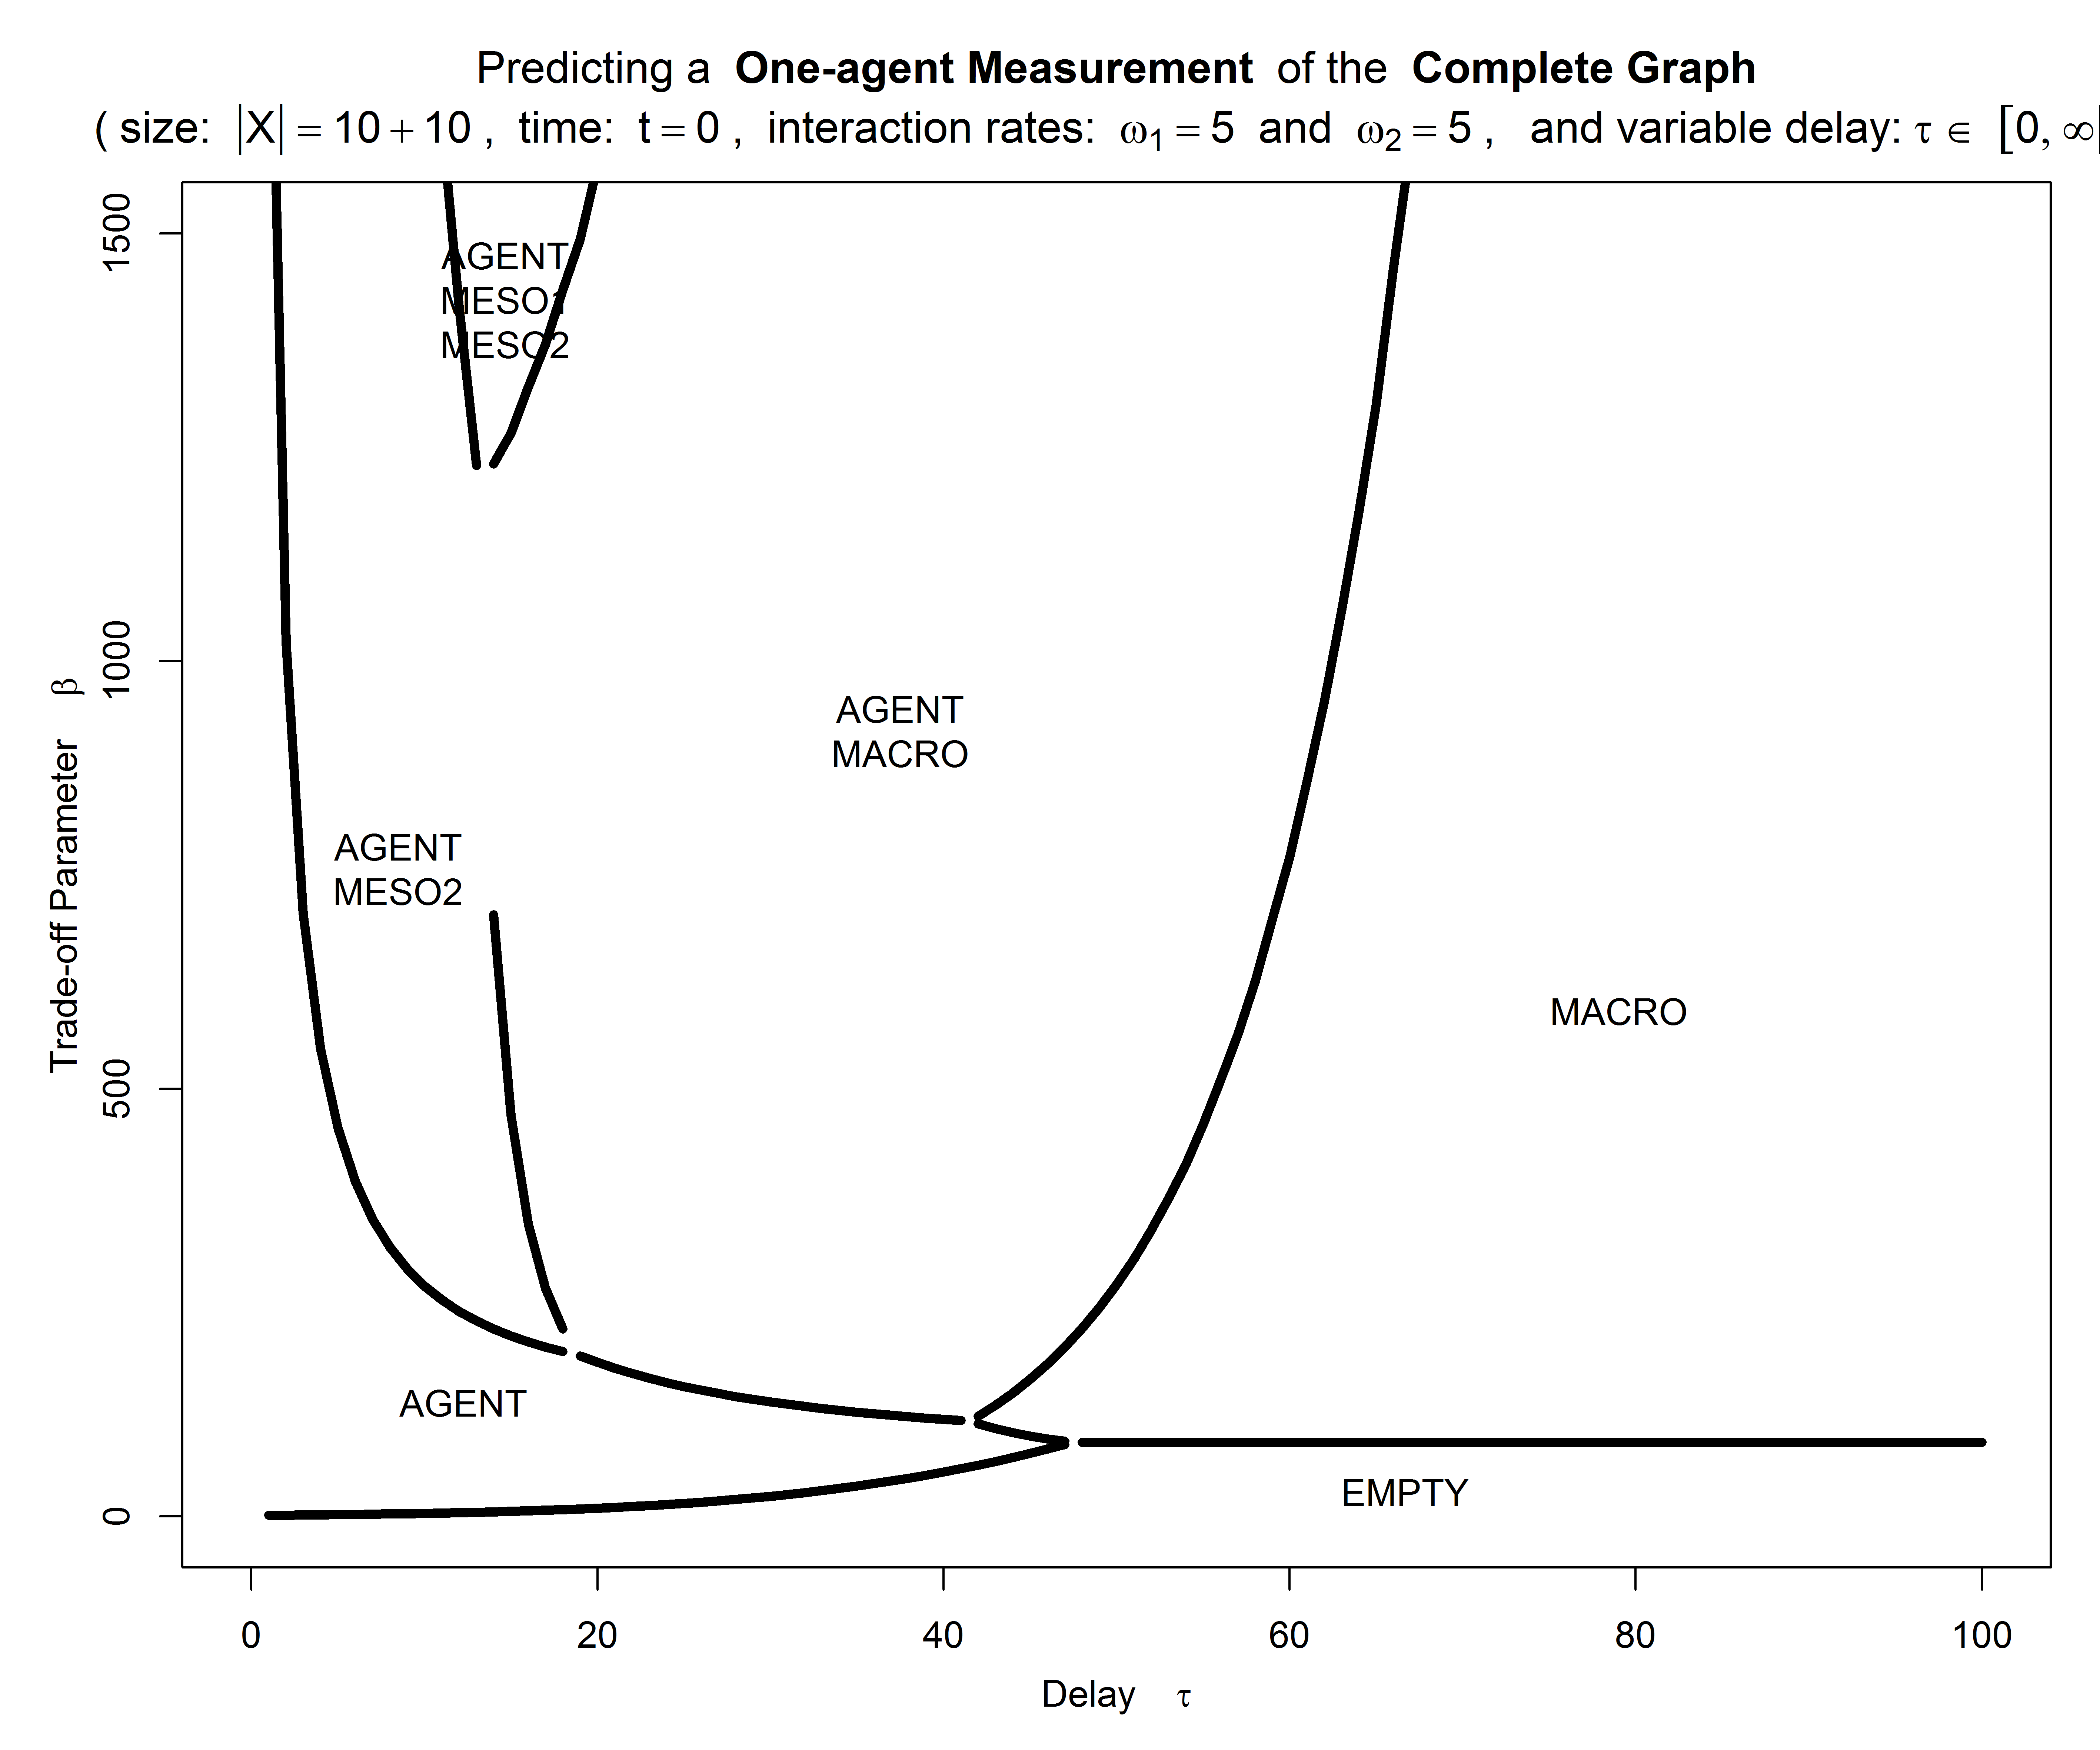 Predicting a One-agent Measurement of the Complete Graph
( size: |X| = 10 + 10 , time: t = 0 , interaction rates: ω1 = 5 and ω2 = 5 , and variable delay: τ ∈ [0, ∞[
1500
AGENT
MESO1
MESO2
1000
AGENT
MACRO
AGENT
MESO2
Trade-off Parameter β
MACRO
500
AGENT
EMPTY
0
0 20 40 60 80 100
Delay τ